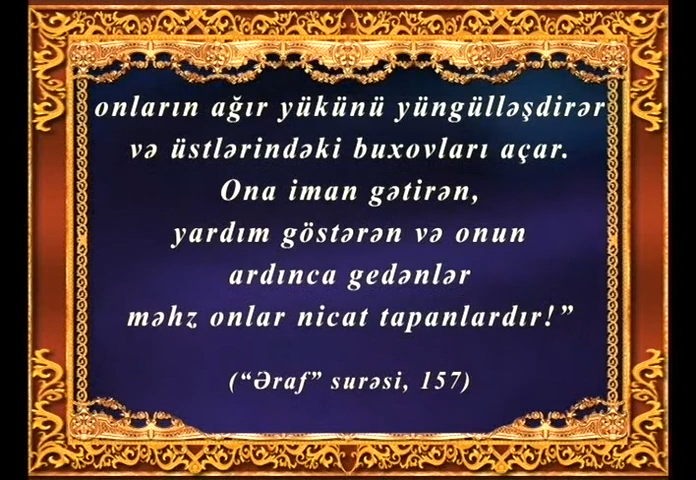 onların ağır yükünü yüngülləşdirər
və üstlərindəki buxovları açar.
Ona iman gətirən,
yardım göstərən və onun
ardınca gedənlər
məhz onlar nicat tapanlardır!”
(“Əraf” surəsi, 157)